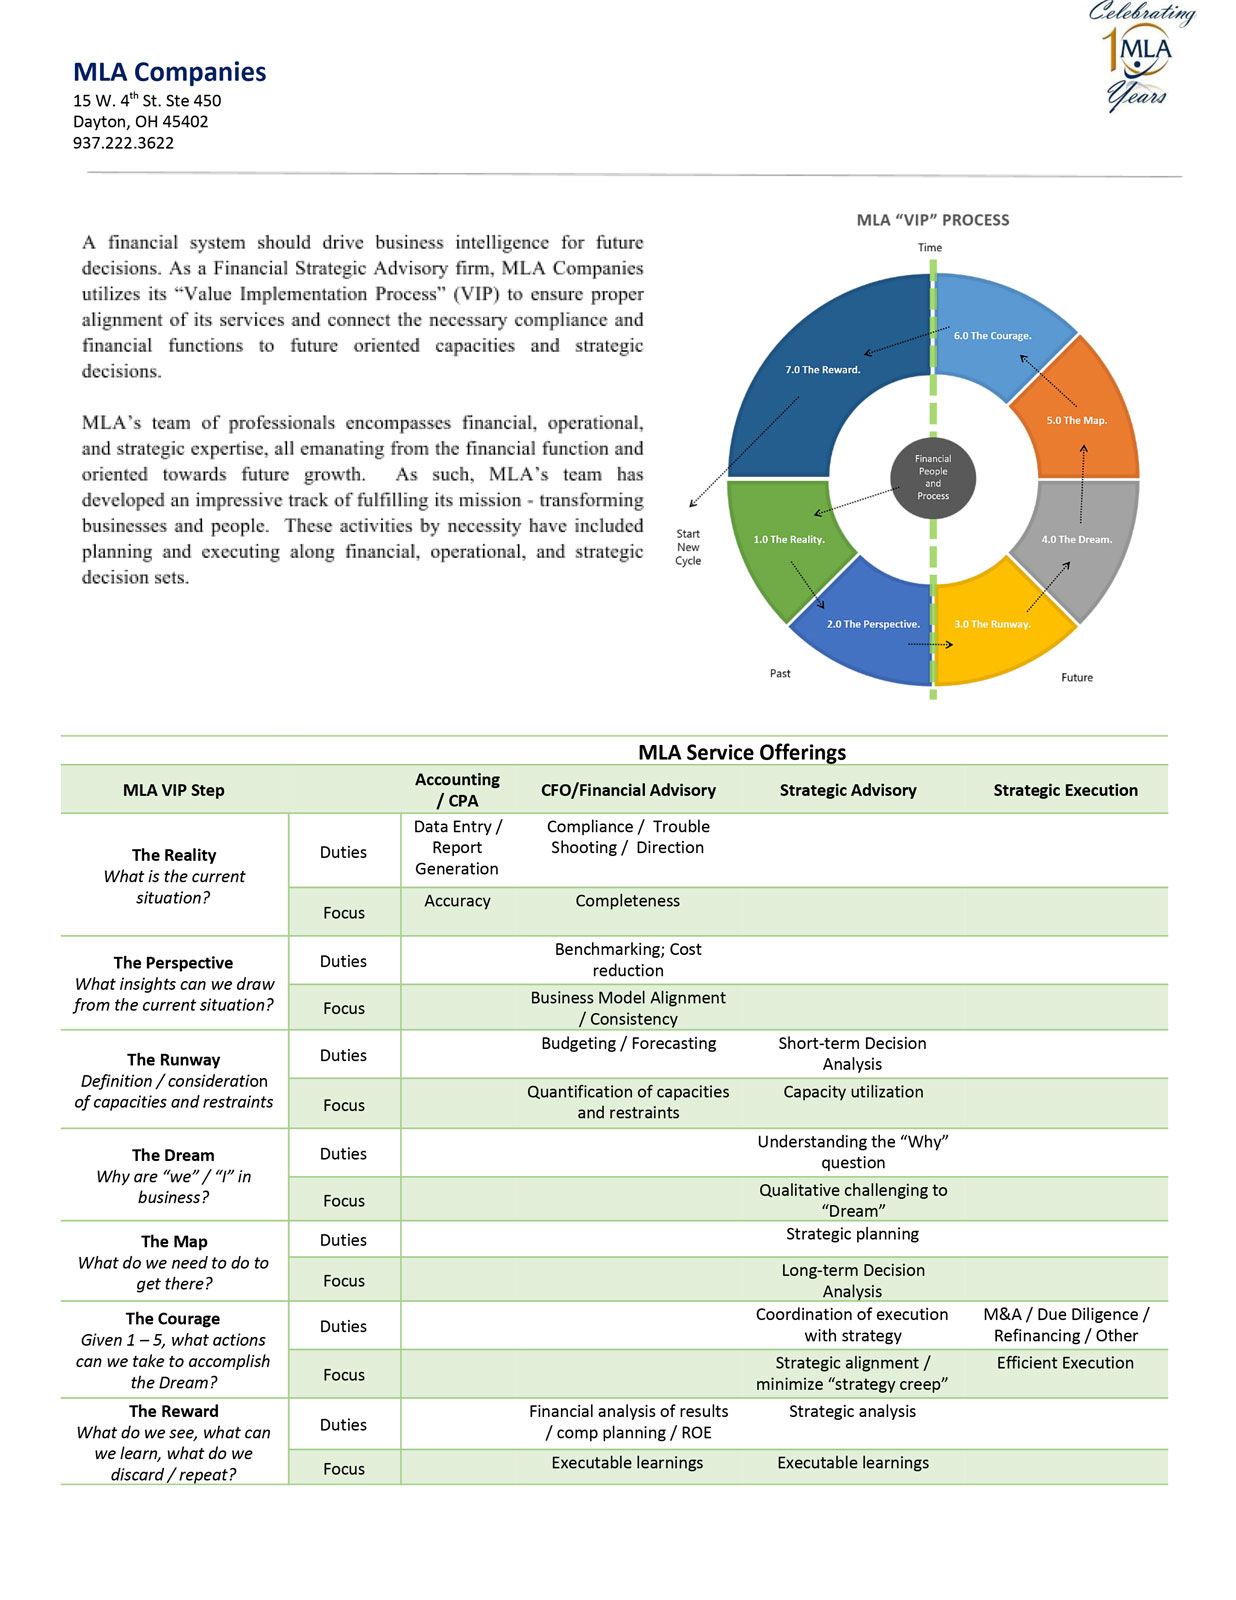 Celebrating
10 MLA
Years
MLA Companies
15 W. 4th St. Ste 450
Dayton, OH 45402
937.222.3622
A financial system should drive business intelligence for future
decisions. As a Financial Strategic Advisory firm, MLA Companies
utilizes its “Value Implementation Process” (VIP) to ensure proper
alignment of its services and connect the necessary compliance and
financial functions to future oriented capacities and strategic
decisions.
MLA’s team of professionals encompasses financial, operational,
and strategic expertise, all emanating from the financial function and
oriented towards future growth. As such, MLA’s team has
developed an impressive track of fulfilling its mission - transforming
businesses and people. These activities by necessity have included
planning and executing along financial, operational, and strategic
decision sets.
MLA “VIP” PROCESS
Time
6.0 The Courage.
7.0 The Reward.
5.0 The Map.
Financial
People
and
Process
Start
New
Cycle
1.0 The Reality.
4.0 The Dream.
2.0 The Perspective.
3.0 The Runway.
Past
Future
MLA Service Offerings
MLA VIP Step
Accounting
/ CPA
CFO/Financial Advisory
Strategic Advisory
Strategic Execution
The Reality
What is the current
situation?
Duties
Data Entry /
Report
Generation
Compliance / Trouble
Shooting / Direction
Focus
Accuracy
Completeness
The Perspective
What insights can we draw
from the current situation?
Duties
Benchmarking; Cost
reduction
Focus
Business Model Alignment
/ Consistency
The Runway
Definition / consideration
of capacities and restraints
Duties
Budgeting / Forecasting
Short-term Decision
Analysis
Focus
Quantification of capacities
and restraints
Capacity utilization
The Dream
Why are “we” / “I” in
business?
Duties
Understanding the “Why”
question
Focus
Qualitative challenging to
“Dream”
The Map
What do we need to do to
get there?
Duties
Strategic planning
Focus
Long-term Decision
Analysis
The Courage
Given 1 – 5, what actions
can we take to accomplish
the Dream?
Duties
Coordination of execution
with strategy
M&A / Due Diligence /
Refinancing / Other
Focus
Strategic alignment /
minimize “strategy creep”
Efficient Execution
The Reward
What do we see, what can
we learn, what do we
discard / repeat?
Duties
Financial analysis of results
/ comp planning / ROE
Strategic analysis
Focus
Executable learnings
Executable learnings